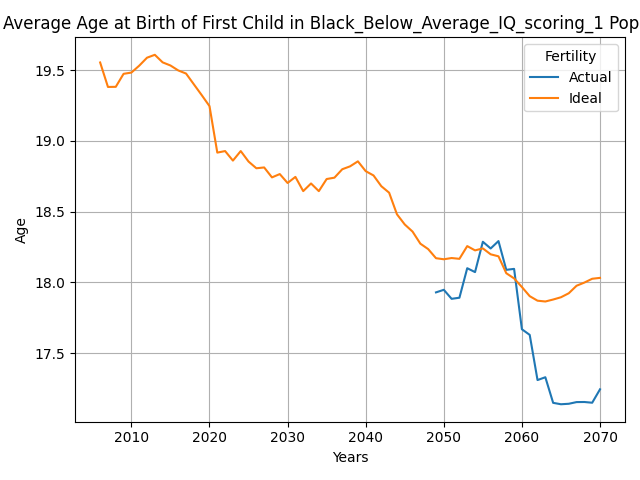 Average Age at Birth of First Child in Black_Below_Average_IQ_scoring_1 Pop
Fertility
Actual
Ideal
19.5
19.0
18.5
18.0
17.5
Age
2010 2020 2030 2040 2050 2060 2070
Years